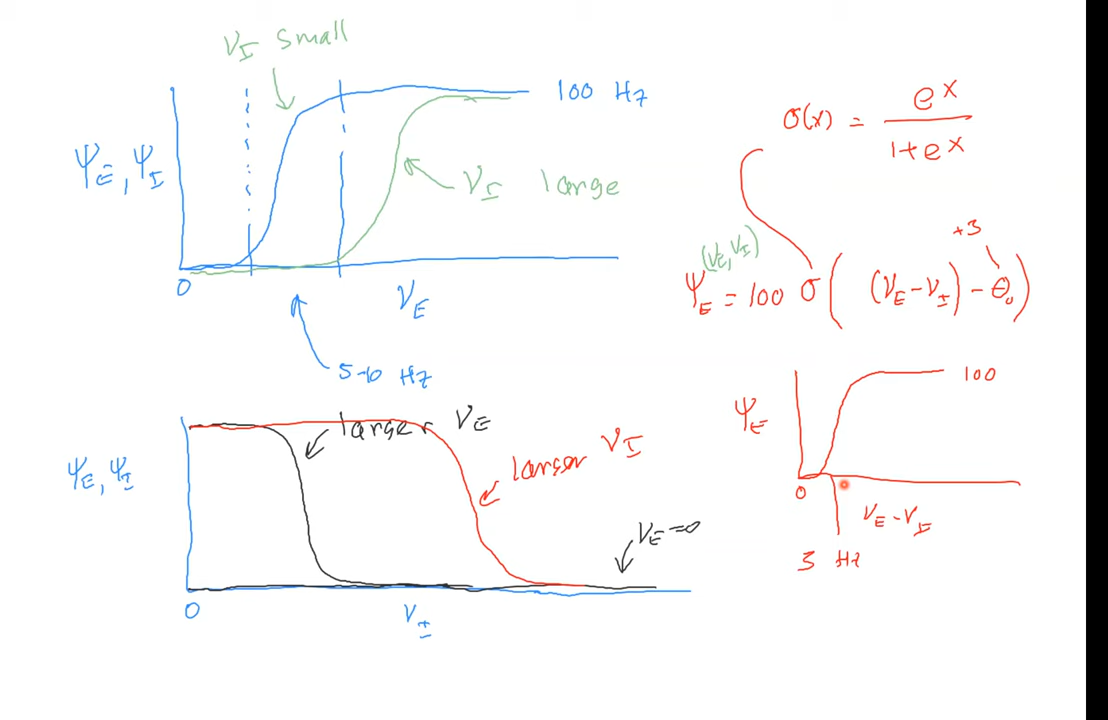 ν_I small
100 Hz
ψ_E, ψ_I
ν_I large
0
ν_E
5-10 Hz
larger ν_E
ψ_E, ψ_I
larger ν_I
ν_E=0
0
ν_I
σ(x) = e^x / 1+e^x
+3
ψ_E (ν_E, ν_I) = 100 σ( (ν_E-ν_I) - θ_0 )
100
ψ_E
0
ν_E-ν_I
3 Hz